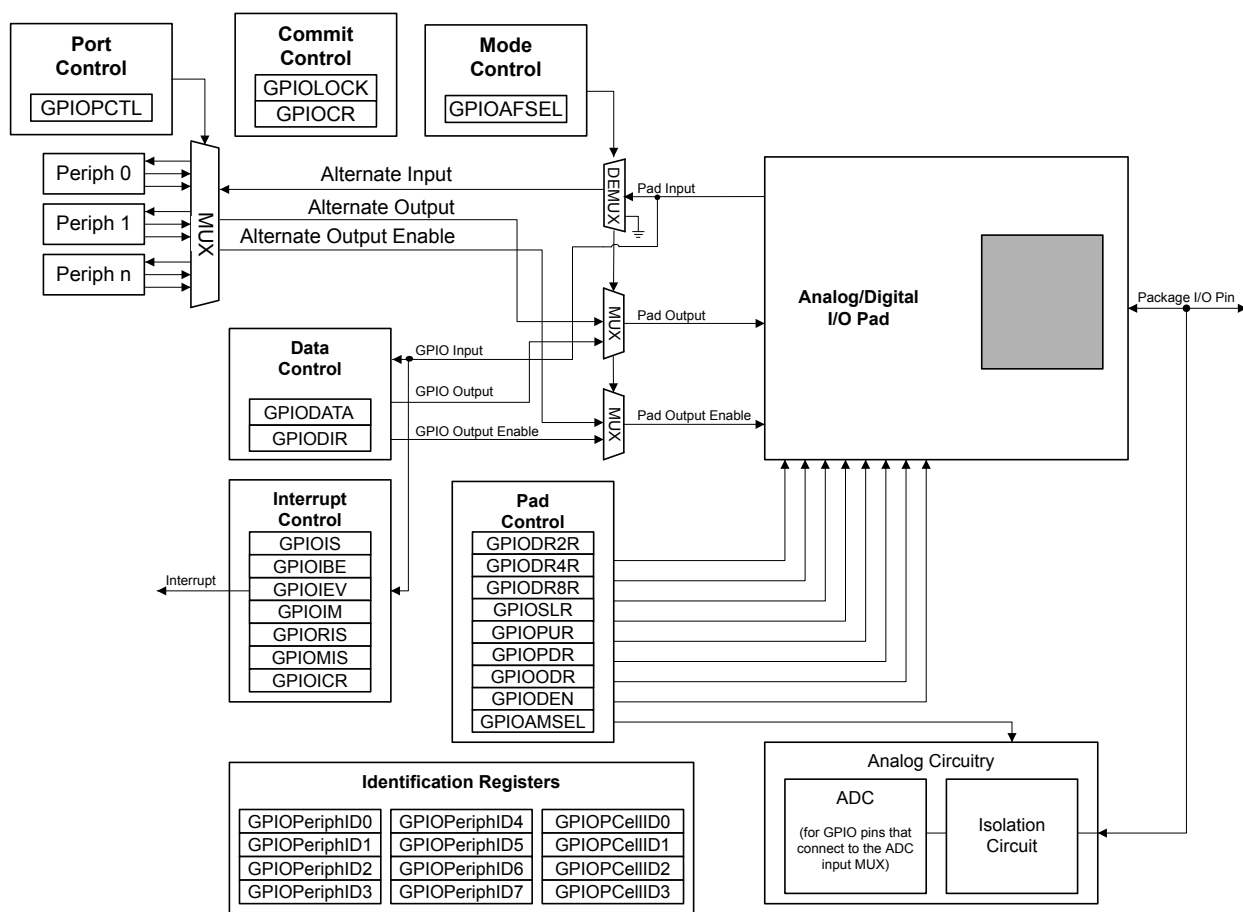 Port
Control
GPIOPCTL
Commit
Control
GPIOLOCK
GPIOCR
Mode
Control
GPIOAFSEL
Periph 0
Periph 1
Periph n
MUX
Alternate Input
Alternate Output
Alternate Output Enable
DEMUX
Pad Input
MUX
Pad Output
MUX
Pad Output Enable
Analog/Digital
I/O Pad
Package I/O Pin
Data
Control
GPIODATA
GPIODIR
GPIO Input
GPIO Output
GPIO Output Enable
Interrupt
Control
GPIOIS
GPIOIBE
GPIOIEV
GPIOIM
GPIORIS
GPIOMIS
GPIOICR
Interrupt
Pad
Control
GPIODR2R
GPIODR4R
GPIODR8R
GPIOSLR
GPIOPUR
GPIOPDR
GPIOODR
GPIODEN
GPIOAMSEL
Analog Circuitry
ADC
(for GPIO pins that
connect to the ADC
input MUX)
Isolation
Circuit
Identification Registers
GPIOPeriphID0
GPIOPeriphID1
GPIOPeriphID2
GPIOPeriphID3
GPIOPeriphID4
GPIOPeriphID5
GPIOPeriphID6
GPIOPeriphID7
GPIOPCellID0
GPIOPCellID1
GPIOPCellID2
GPIOPCellID3